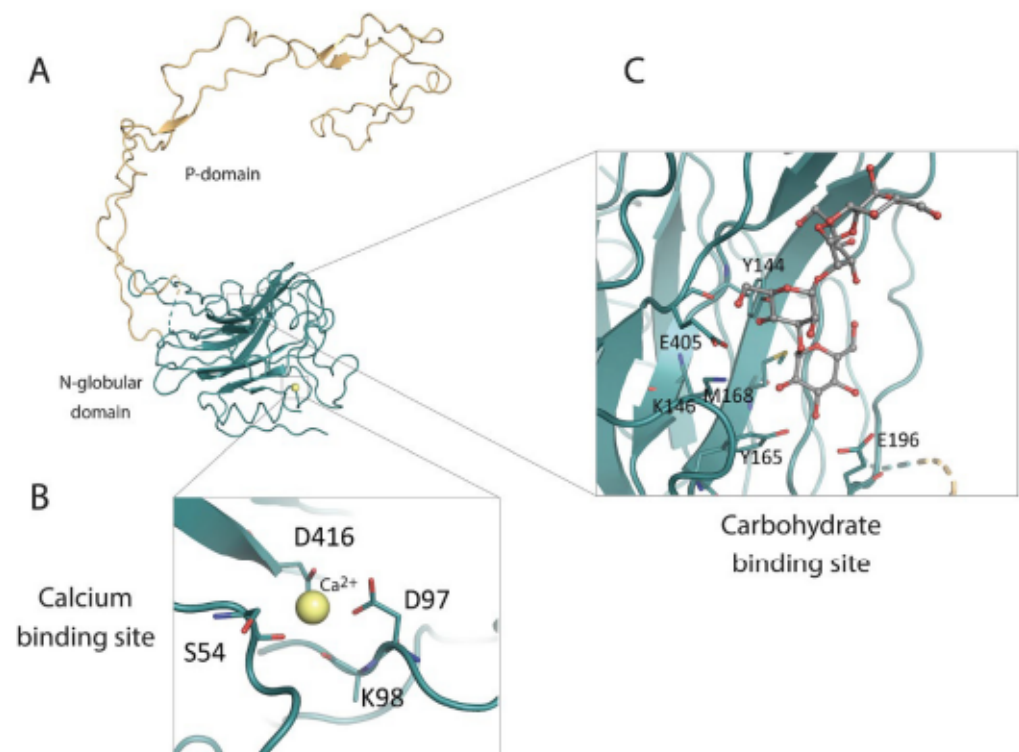 A
P-domain
N-globular
domain
B
Calcium
binding site
D416
Ca2+
D97
S54
K98
C
Y144
E405
M168
K146
Y165
E196
Carbohydrate
binding site